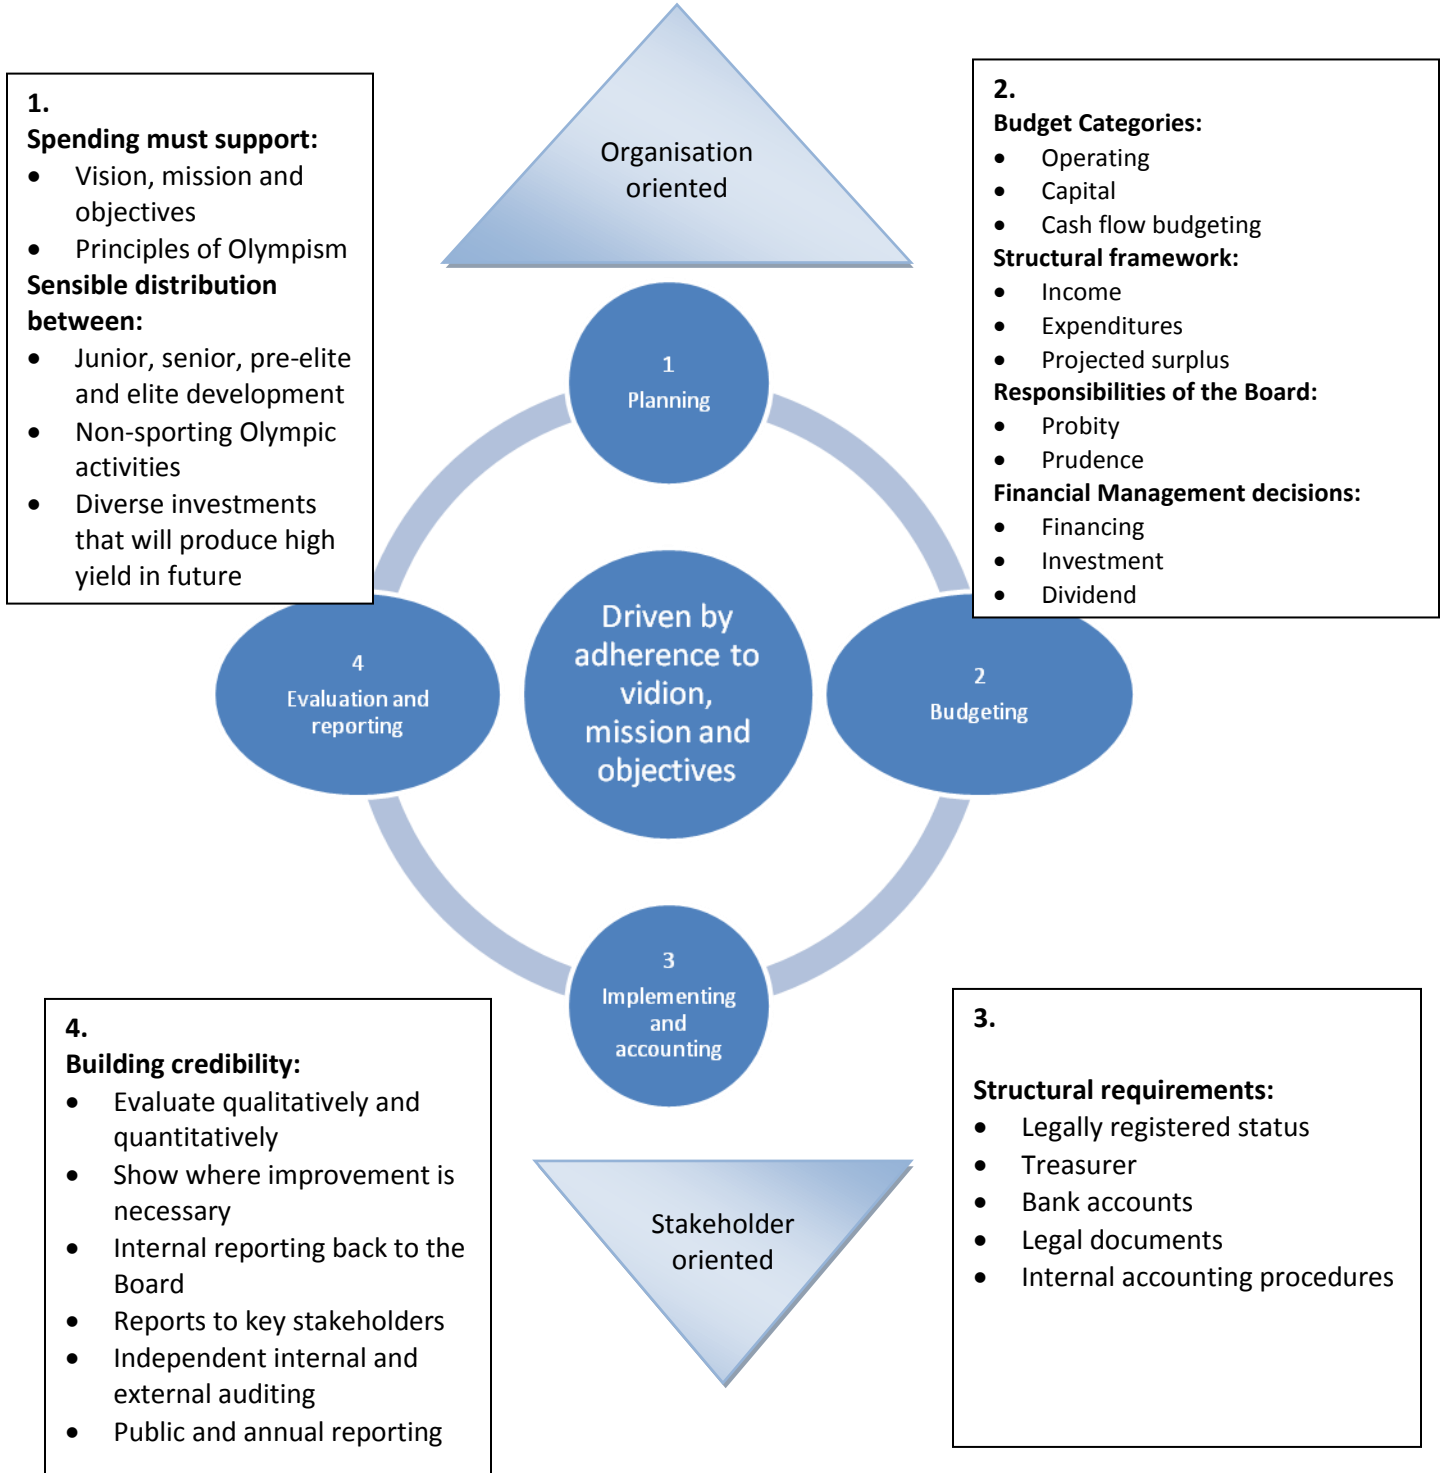 Organisation
oriented
1.
Spending must support:
• Vision, mission and
objectives
• Principles of Olympism
Sensible distribution
between:
• Junior, senior, pre-elite
and elite development
• Non-sporting Olympic
activities
• Diverse investments
that will produce high
yield in future
2.
Budget Categories:
• Operating
• Capital
• Cash flow budgeting
Structural framework:
• Income
• Expenditures
• Projected surplus
Responsibilities of the Board:
• Probity
• Prudence
Financial Management decisions:
• Financing
• Investment
• Dividend
1
Planning
4
Evaluation and
reporting
Driven by
adherence to
vidion,
mission and
objectives
2
Budgeting
3
Implementing
and
accounting
4.
Building credibility:
• Evaluate qualitatively and
quantitatively
• Show where improvement is
necessary
• Internal reporting back to the
Board
• Reports to key stakeholders
• Independent internal and
external auditing
• Public and annual reporting
Stakeholder
oriented
3.
Structural requirements:
• Legally registered status
• Treasurer
• Bank accounts
• Legal documents
• Internal accounting procedures